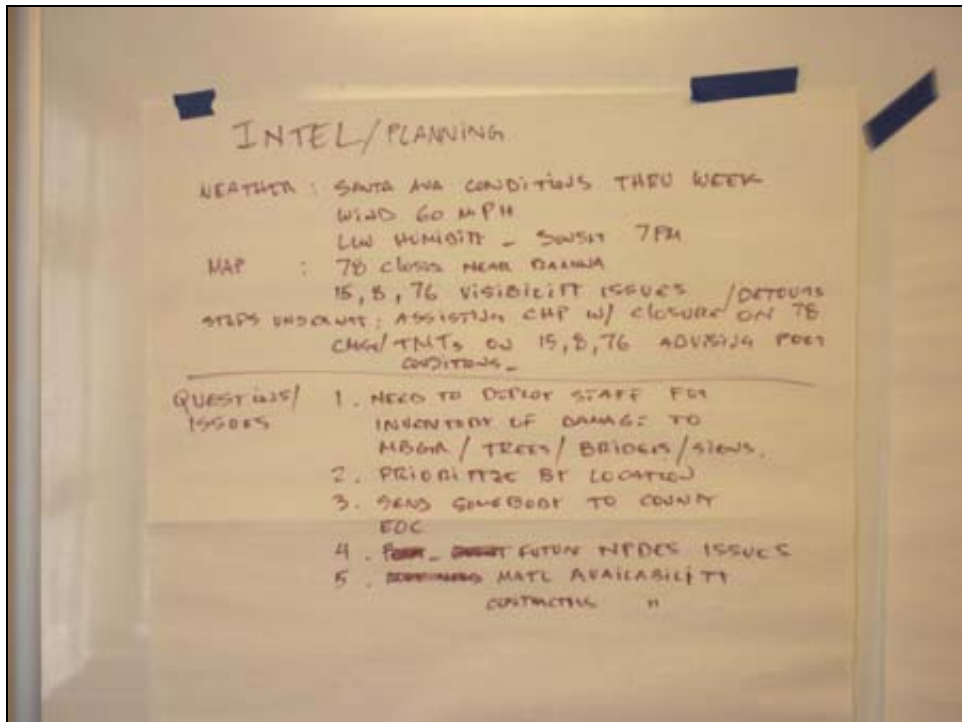 INTEL/PLANNING
WEATHER : SANTA ANA CONDITIONS THRU WEEK
WIND 60 MPH
LOW HUMIDITY - SUNSET 7PM
MAP : 78 CLOSED NEAR RAMONA
15, 8, 76 VISIBILITY ISSUES
STEPS UNDERWAY : ASSISTING CHP W/ CLOSURE/DETOURS ON 78
CMS/TMTs ON 15, 8, 76 ADVISING POOR
CONDITIONS -
QUESTIONS/
ISSUES
1. NEED TO DEPLOY STAFF FOR
INVENTORY OF DAMAGE TO
MBGR/TREES/BRIDGES/SIGNS.
2. PRIORITIZE BY LOCATION
3. SEND SOMEBODY TO COUNTY
EOC
4. FUTURE NPDES ISSUES
5. MATL AVAILABILITY
CONTRACTORS "